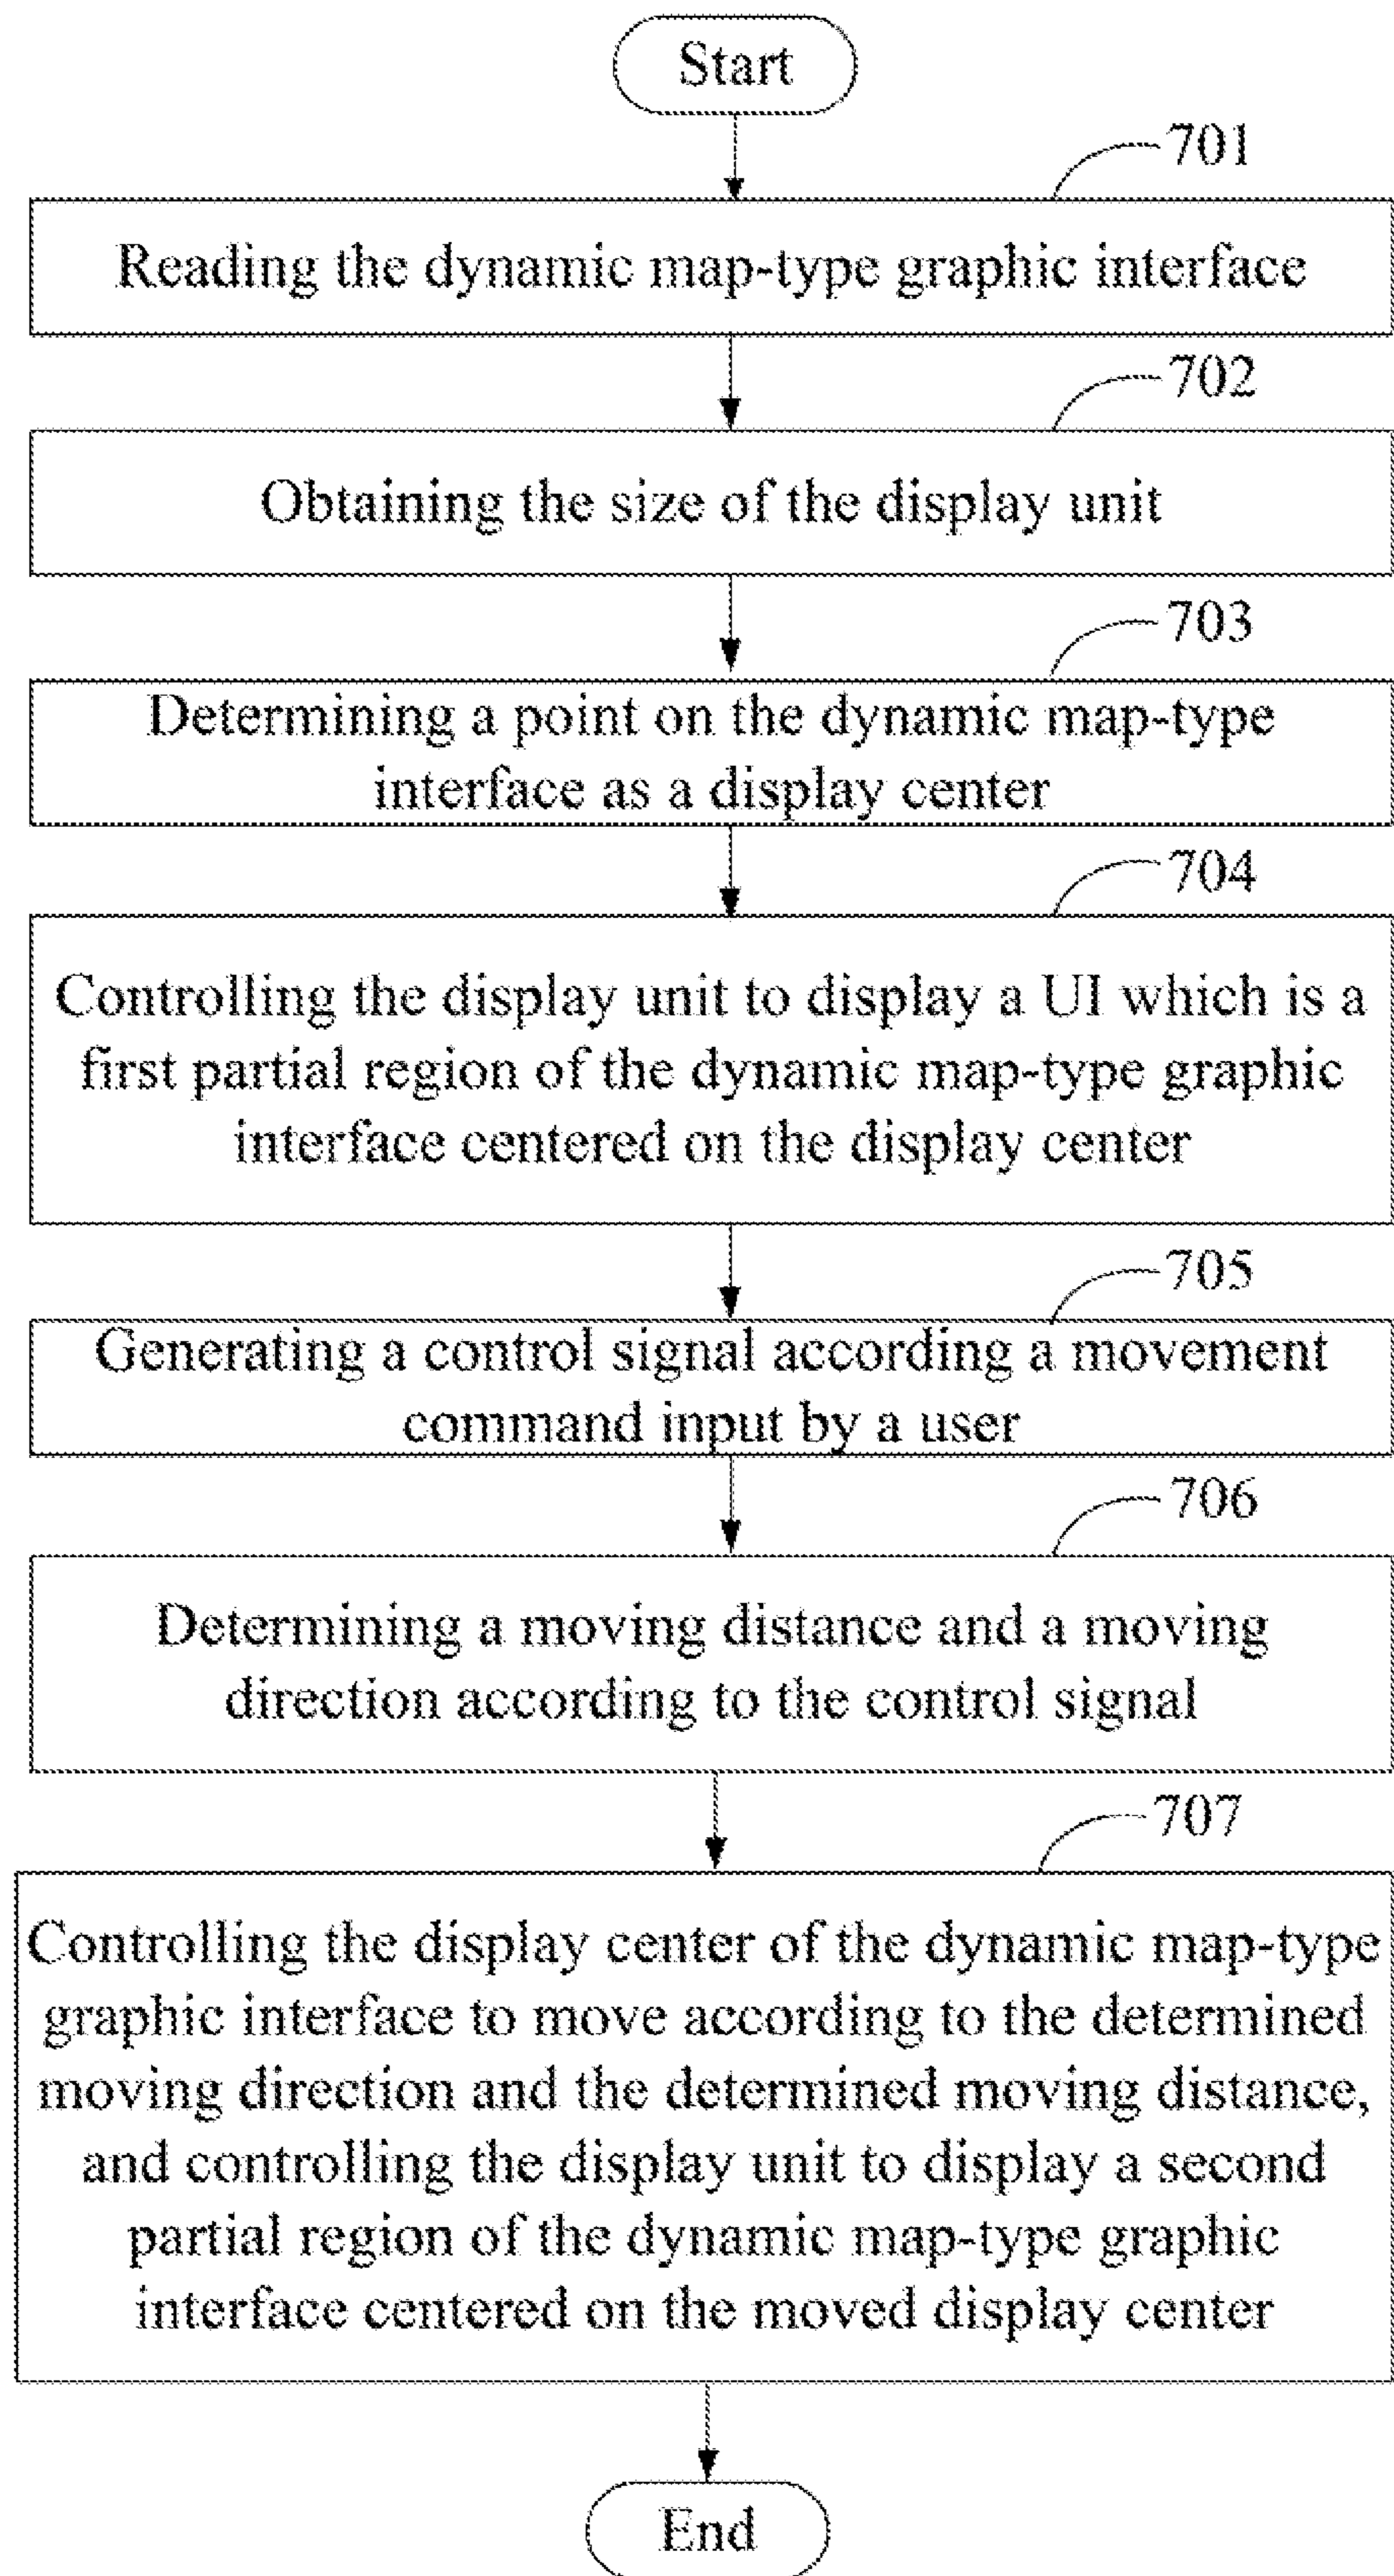 Start
701
Reading the dynamic map-type graphic interface
702
Obtaining the size of the display unit
703
Determining a point on the dynamic map-type
interface as a display center
704
Controlling the display unit to display a UI which is a
first partial region of the dynamic map-type graphic
interface centered on the display center
705
Generating a control signal according a movement
command input by a user
706
Determining a moving distance and a moving
direction according to the control signal
707
Controlling the display center of the dynamic map-type
graphic interface to move according to the determined
moving direction and the determined moving distance,
and controlling the display unit to display a second
partial region of the dynamic map-type graphic
interface centered on the moved display center
End